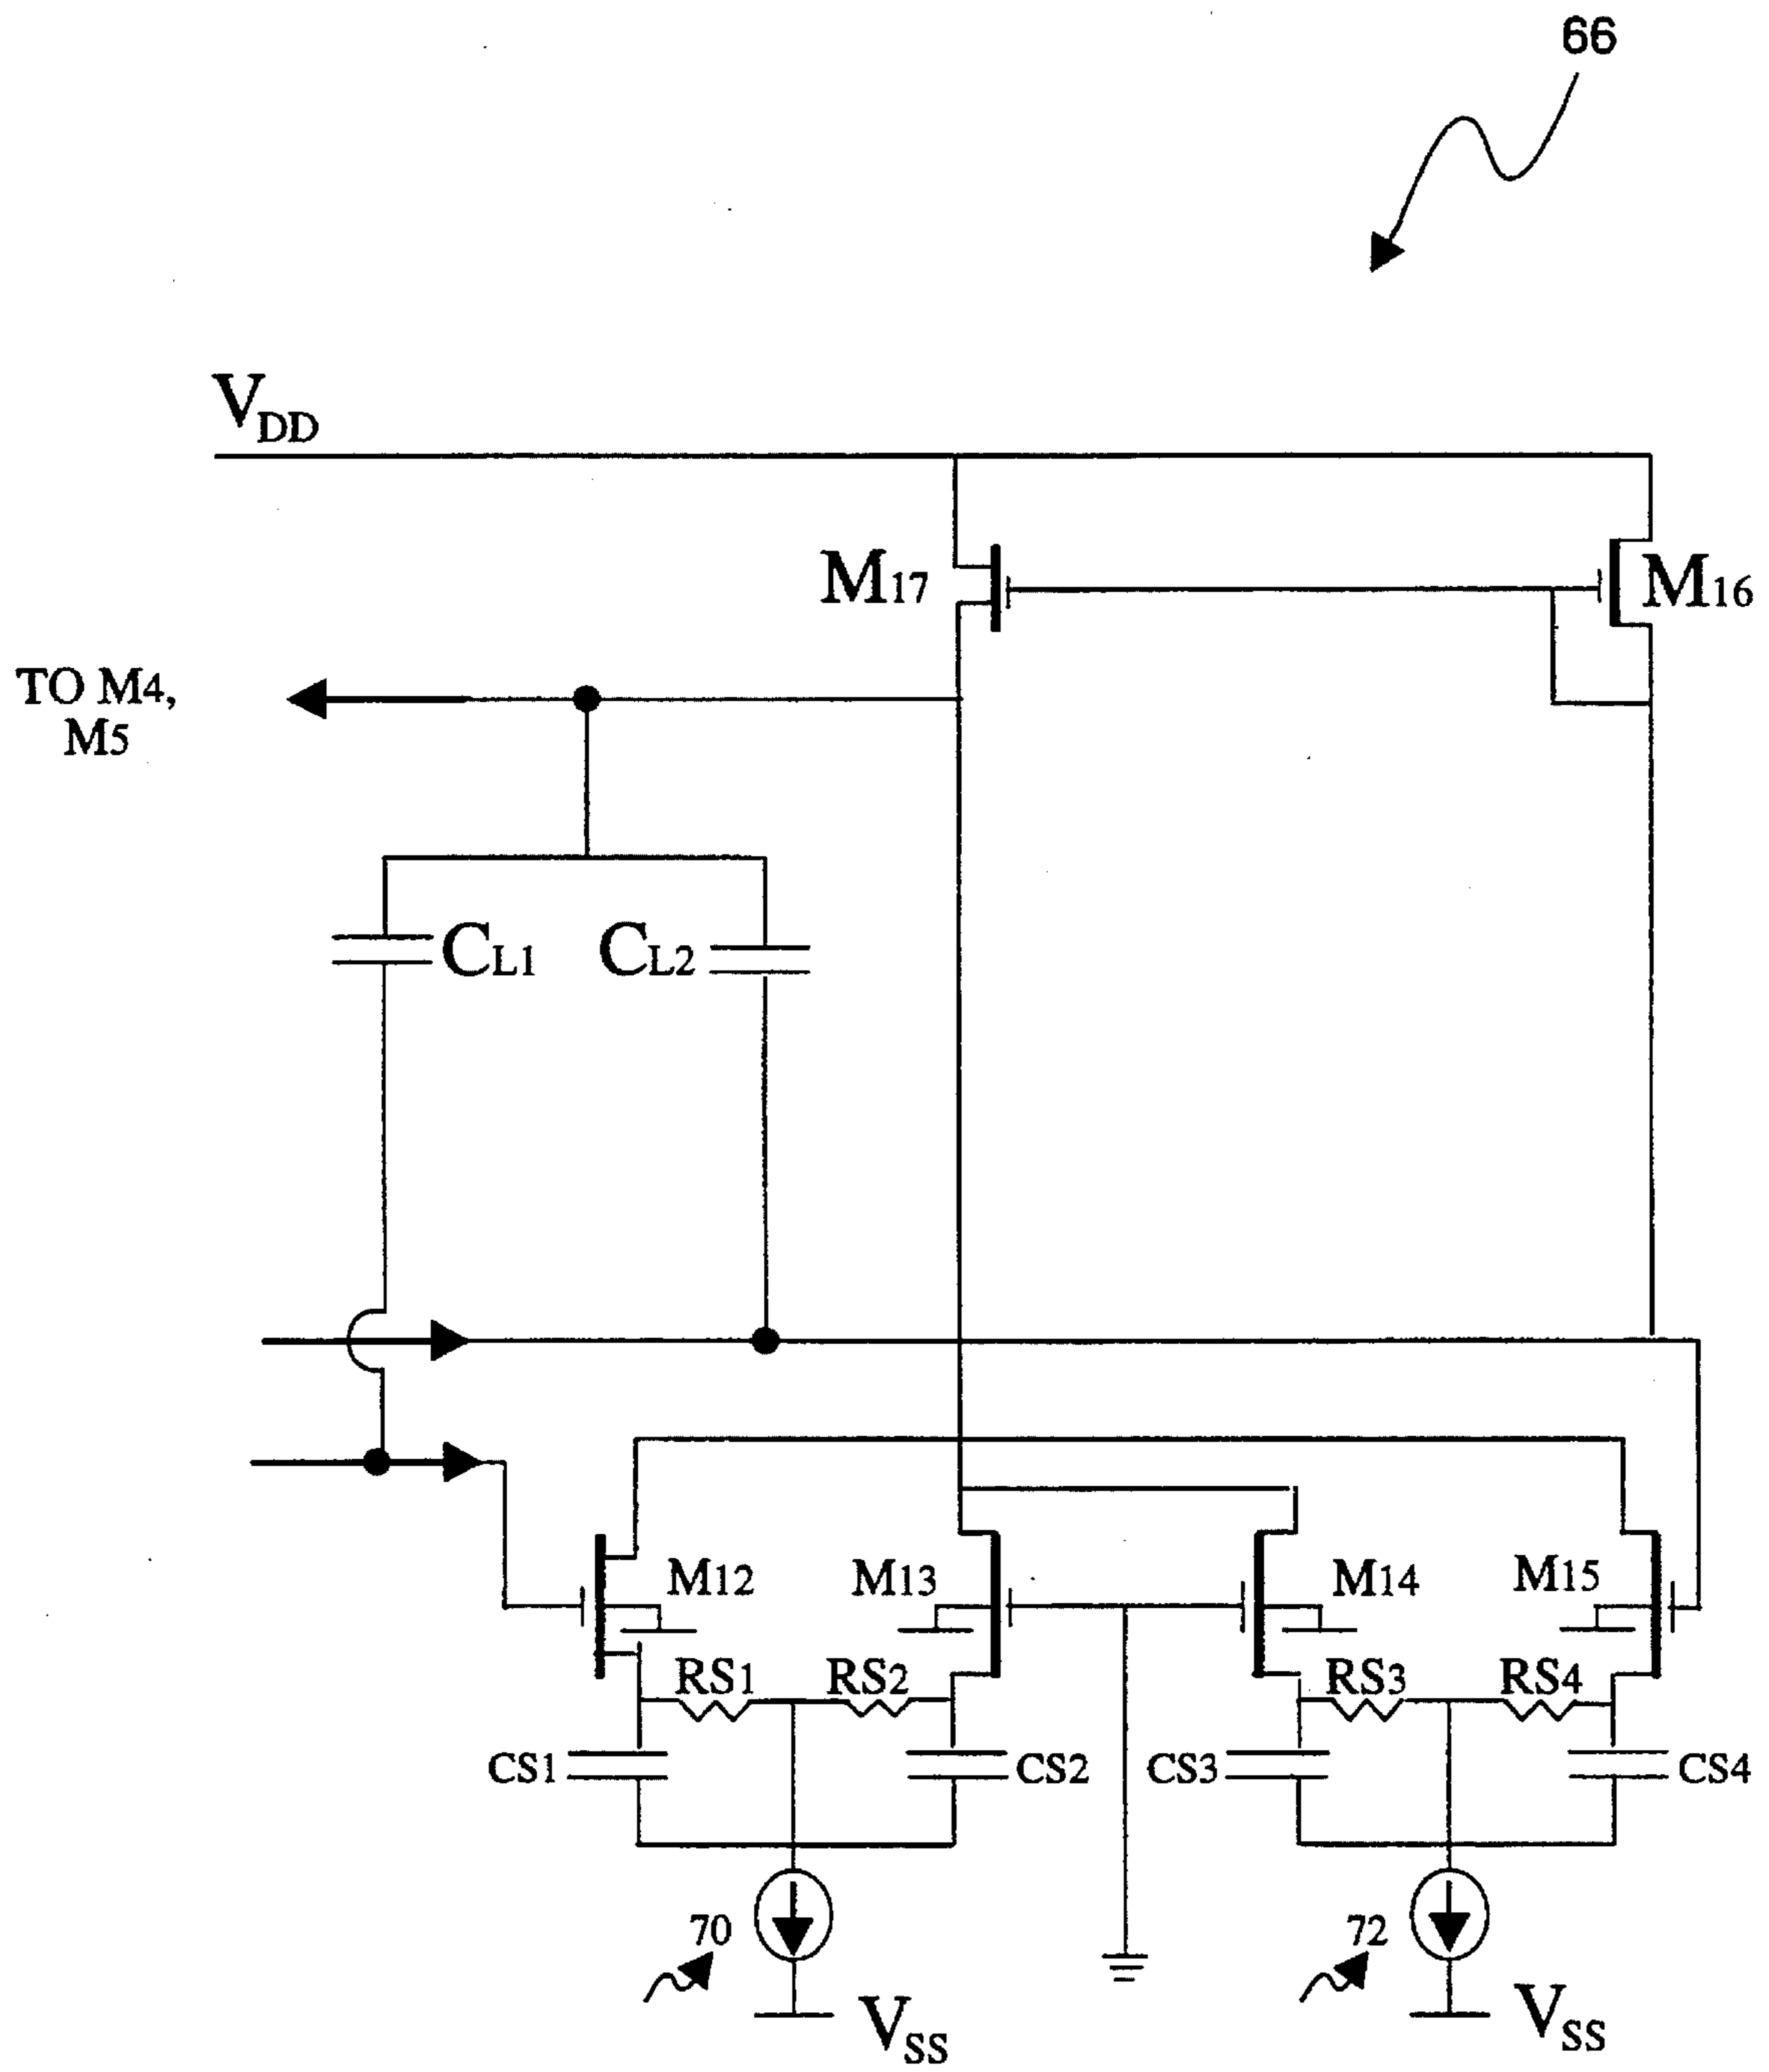 66
VDD
M17
M16
TO M4,
M5
CL1
CL2
M12
M13
M14
M15
RS1
RS2
RS3
RS4
CS1
CS2
CS3
CS4
70
72
VSS
VSS